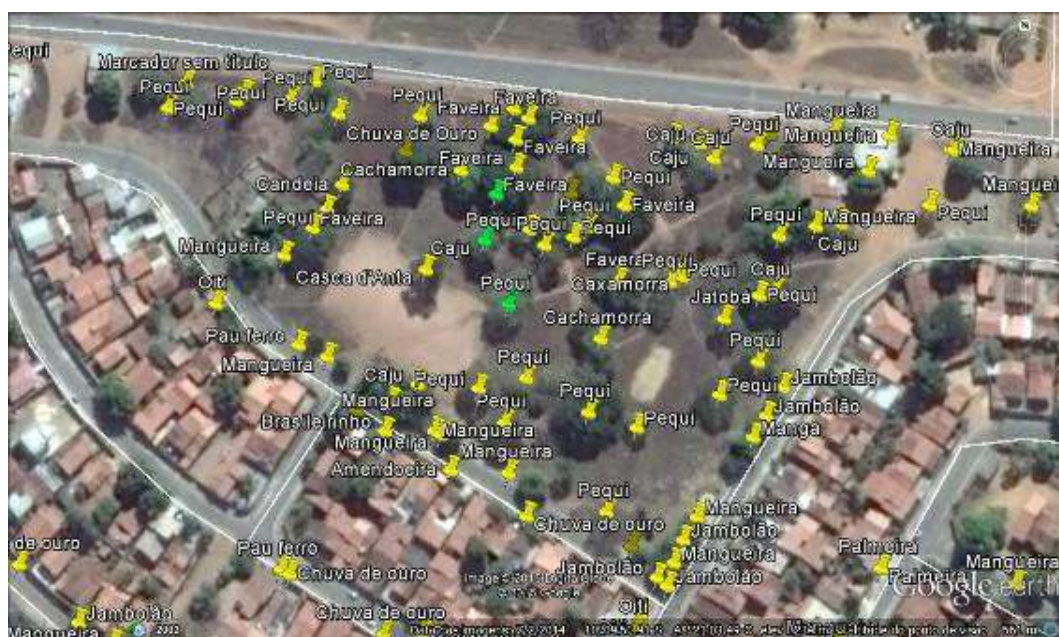 Pequi
Marcador sem título
Pequi
Pequi
Pequi
Pequi
Pequi
Pequi
Faveira
Faveira
Pequi
Chuva de Ouro
Faveira
Caju
Caju
Pequi
Mangueira
Mangueira
Caju
Mangueira
Cachamorra
Faveira
Caju
Mangueira
Candeia
Faveira
Pequi
Mangueira
Pequi
Faveira
Pequi
Pequi
Faveira
Pequi
Mangueira
Pequi
Mangueira
Pequi
Pequi
Caju
Caju
Casca d'Anta
Faveira
Pequi
Pequi
Caju
Oiti
Pequi
Caxamorra
Jatoba
Pequi
Pau ferro
Cachamorra
Mangueira
Pequi
Pequi
Caju
Pequi
Pequi
Pequi
Jambolão
Mangueira
Pequi
Jambolão
Brasileirinho
Pequi
Manga
Mangueira
Mangueira
Amendoeira
Mangueira
Pequi
Mangueira
Chuva de ouro
Jambolão
de ouro
Pau ferro
Mangueira
Palmeira
Mangueira
Chuva de ouro
Jambolão
Jambolão
Palmeira
Google earth
Oiti
Jambolão
Chuva de ouro
Mangueira
2002